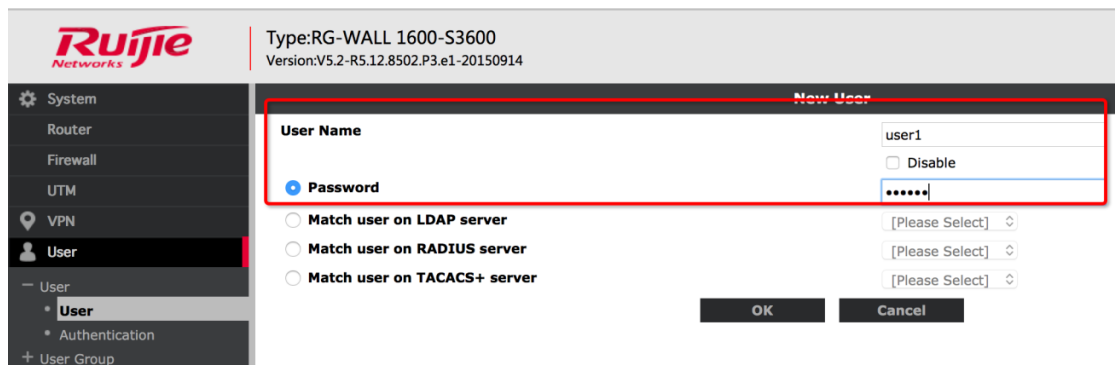 Ruijie
Networks
Type:RG-WALL 1600-S3600
Version:V5.2-R5.12.8502.P3.e1-20150914
System
Router
Firewall
UTM
VPN
User
User
User
Authentication
User Group
New User
User Name
user1
Disable
Password
••••••
Match user on LDAP server
[Please Select]
Match user on RADIUS server
[Please Select]
Match user on TACACS+ server
[Please Select]
OK
Cancel